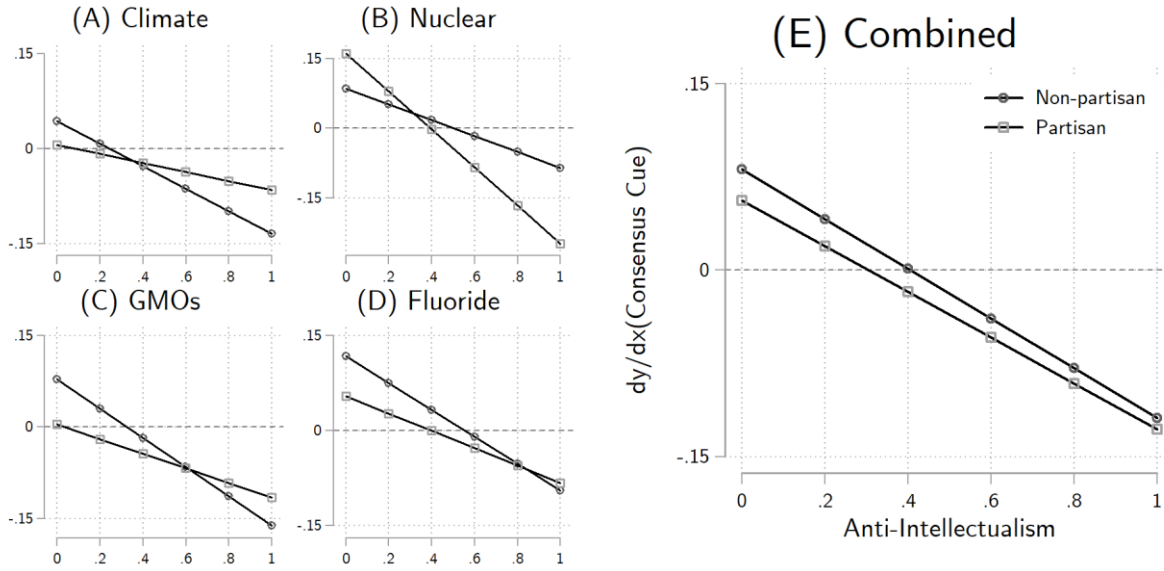 (A) Climate
.15
0
-.15
0 .2 .4 .6 .8 1
(B) Nuclear
.15
0
-.15
0 .2 .4 .6 .8 1
(C) GMOs
.15
0
-.15
0 .2 .4 .6 .8 1
(D) Fluoride
.15
0
-.15
0 .2 .4 .6 .8 1
(E) Combined
Non-partisan
Partisan
dy/dx(Consensus Cue)
.15
0
-.15
0 .2 .4 .6 .8 1
Anti-Intellectualism